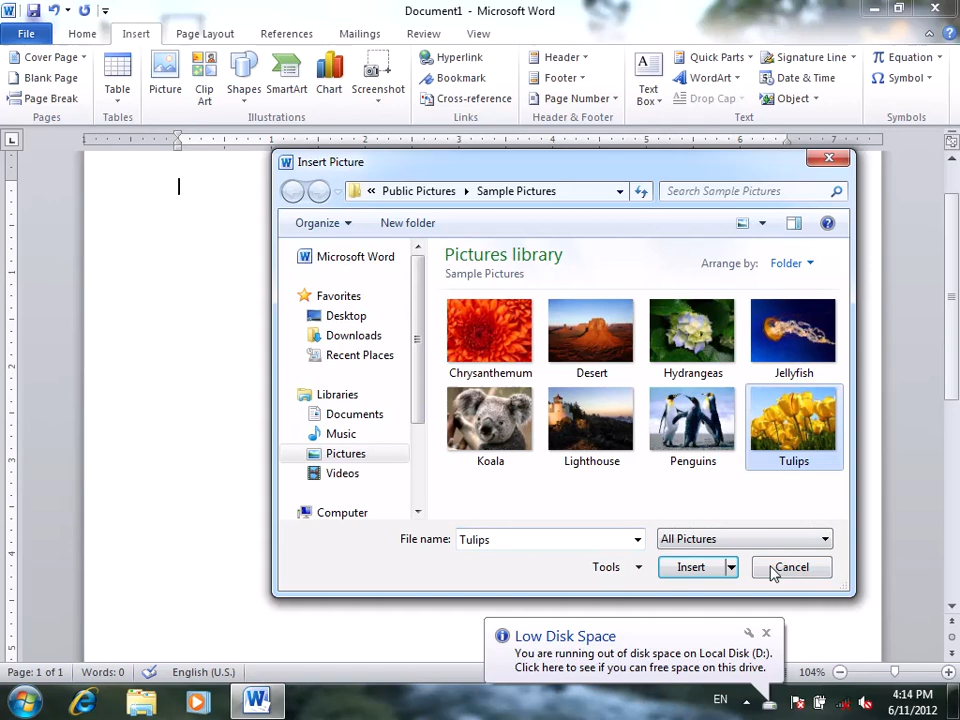 Document1 - Microsoft Word
File Home Insert Page Layout References Mailings Review View
Cover Page
Blank Page
Page Break
Pages
Table
Tables
Picture
Clip Art
Shapes
SmartArt
Chart
Screenshot
Illustrations
Hyperlink
Bookmark
Cross-reference
Links
Header
Footer
Page Number
Header & Footer
Text Box
Quick Parts
WordArt
Drop Cap
Signature Line
Date & Time
Object
Text
Equation
Symbol
Symbols
1 2 3 4 5 6 7
Insert Picture
« Public Pictures Sample Pictures
Search Sample Pictures
Organize New folder
Microsoft Word
Favorites
Desktop
Downloads
Recent Places
Libraries
Documents
Music
Pictures
Videos
Computer
Pictures library
Sample Pictures
Arrange by: Folder
Chrysanthemum Desert Hydrangeas Jellyfish
Koala Lighthouse Penguins Tulips
File name: Tulips All Pictures
Tools Insert Cancel
Low Disk Space
You are running out of disk space on Local Disk (D:).
Click here to see if you can free space on this drive.
Page: 1 of 1 Words: 0 English (U.S.) 104%
EN
4:14 PM
6/11/2012